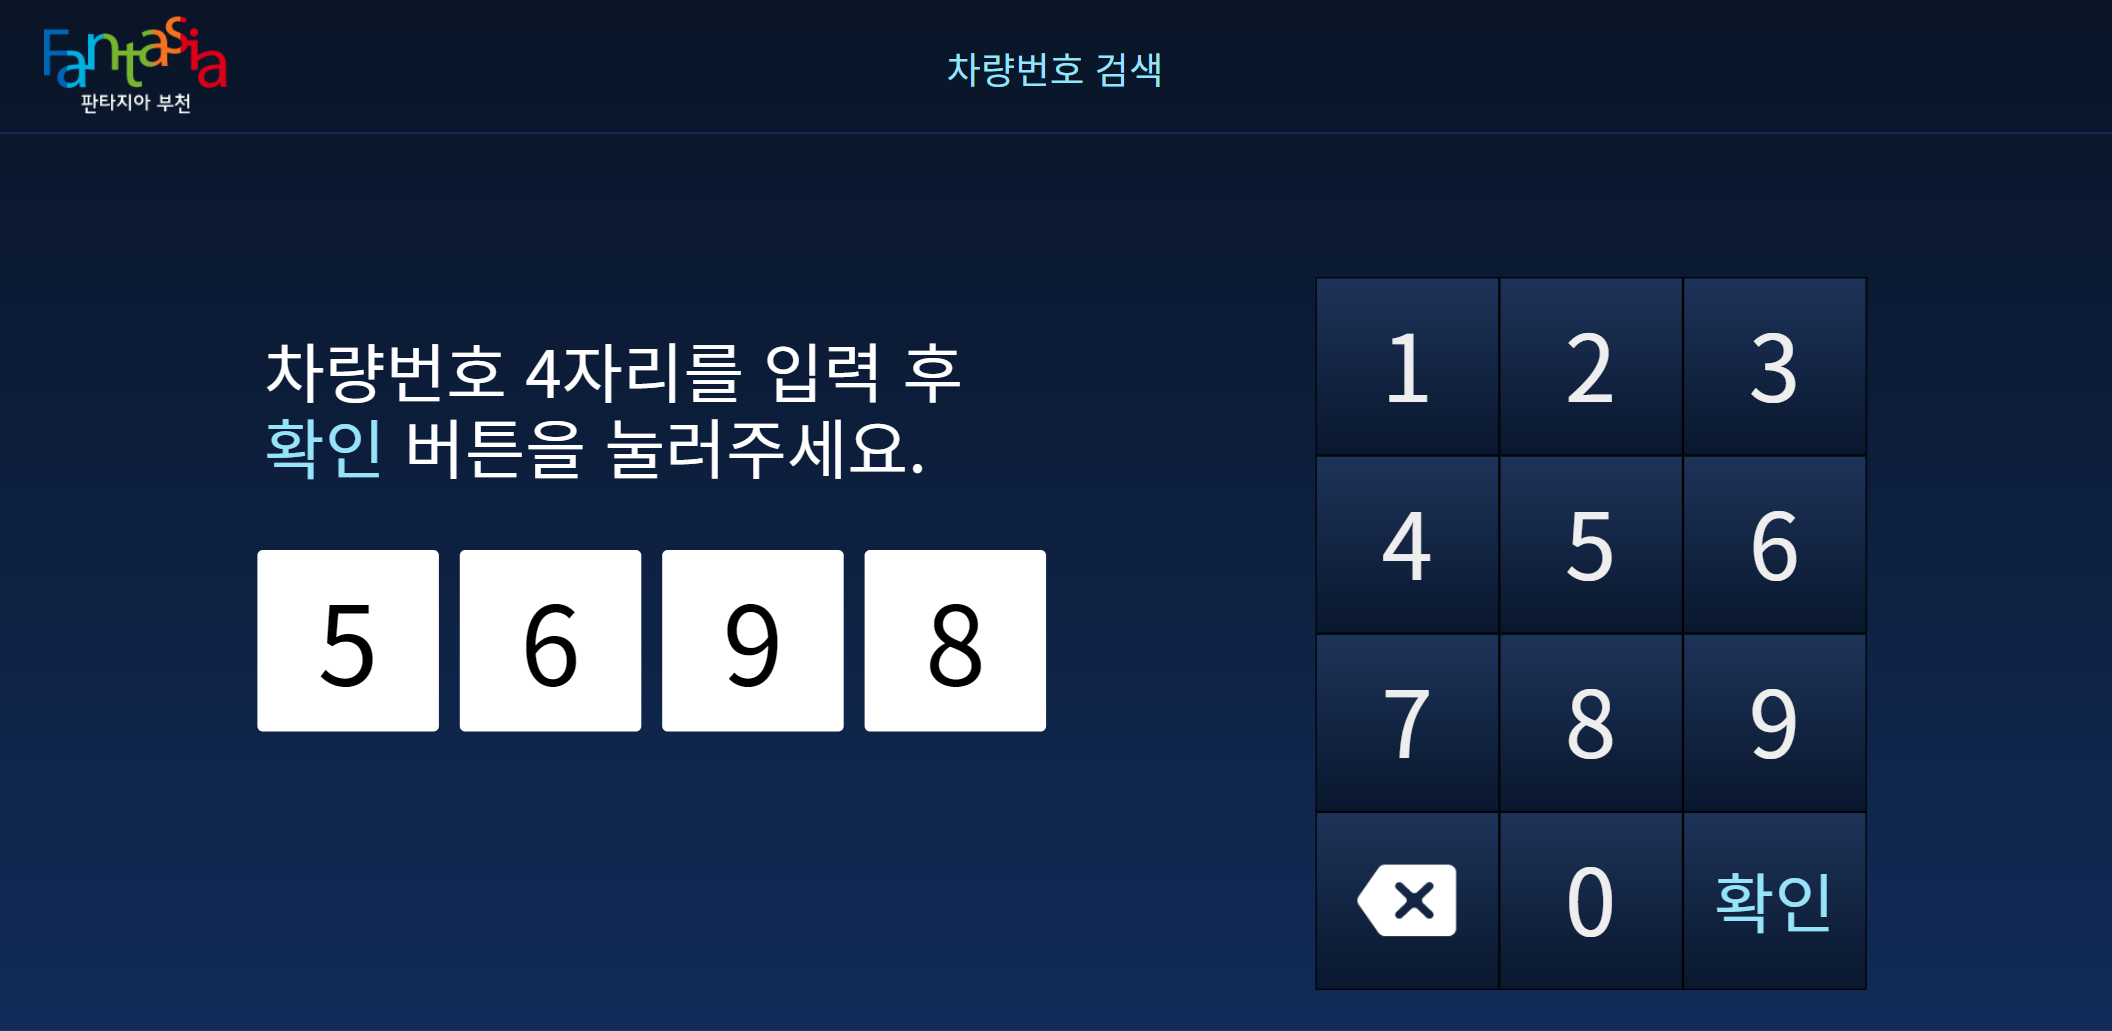 Fantasia
판타지아 부천
차량번호 검색
차량번호 4자리를 입력 후
확인 버튼을 눌러주세요.
5 6 9 8
1 2 3
4 5 6
7 8 9
0 확인